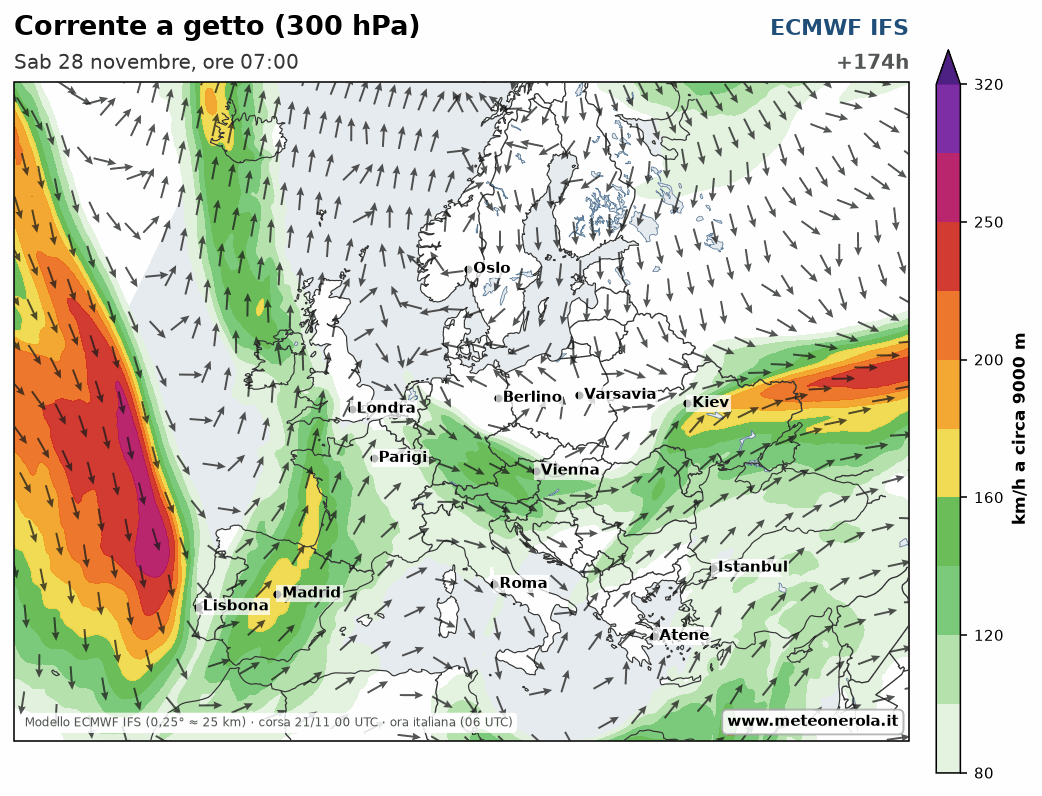 Corrente a getto (300 hPa)
ECMWF IFS
Sab 28 novembre, ore 07:00
+174h
320
250
200
160
120
80
km/h a circa 9000 m
Oslo
Berlino
Varsavia
Kiev
Londra
Parigi
Vienna
Istanbul
Roma
Madrid
Lisbona
Atene
Modello ECMWF IFS (0,25° ≈ 25 km) · corsa 21/11 00 UTC · ora italiana (06 UTC)
www.meteonerola.it